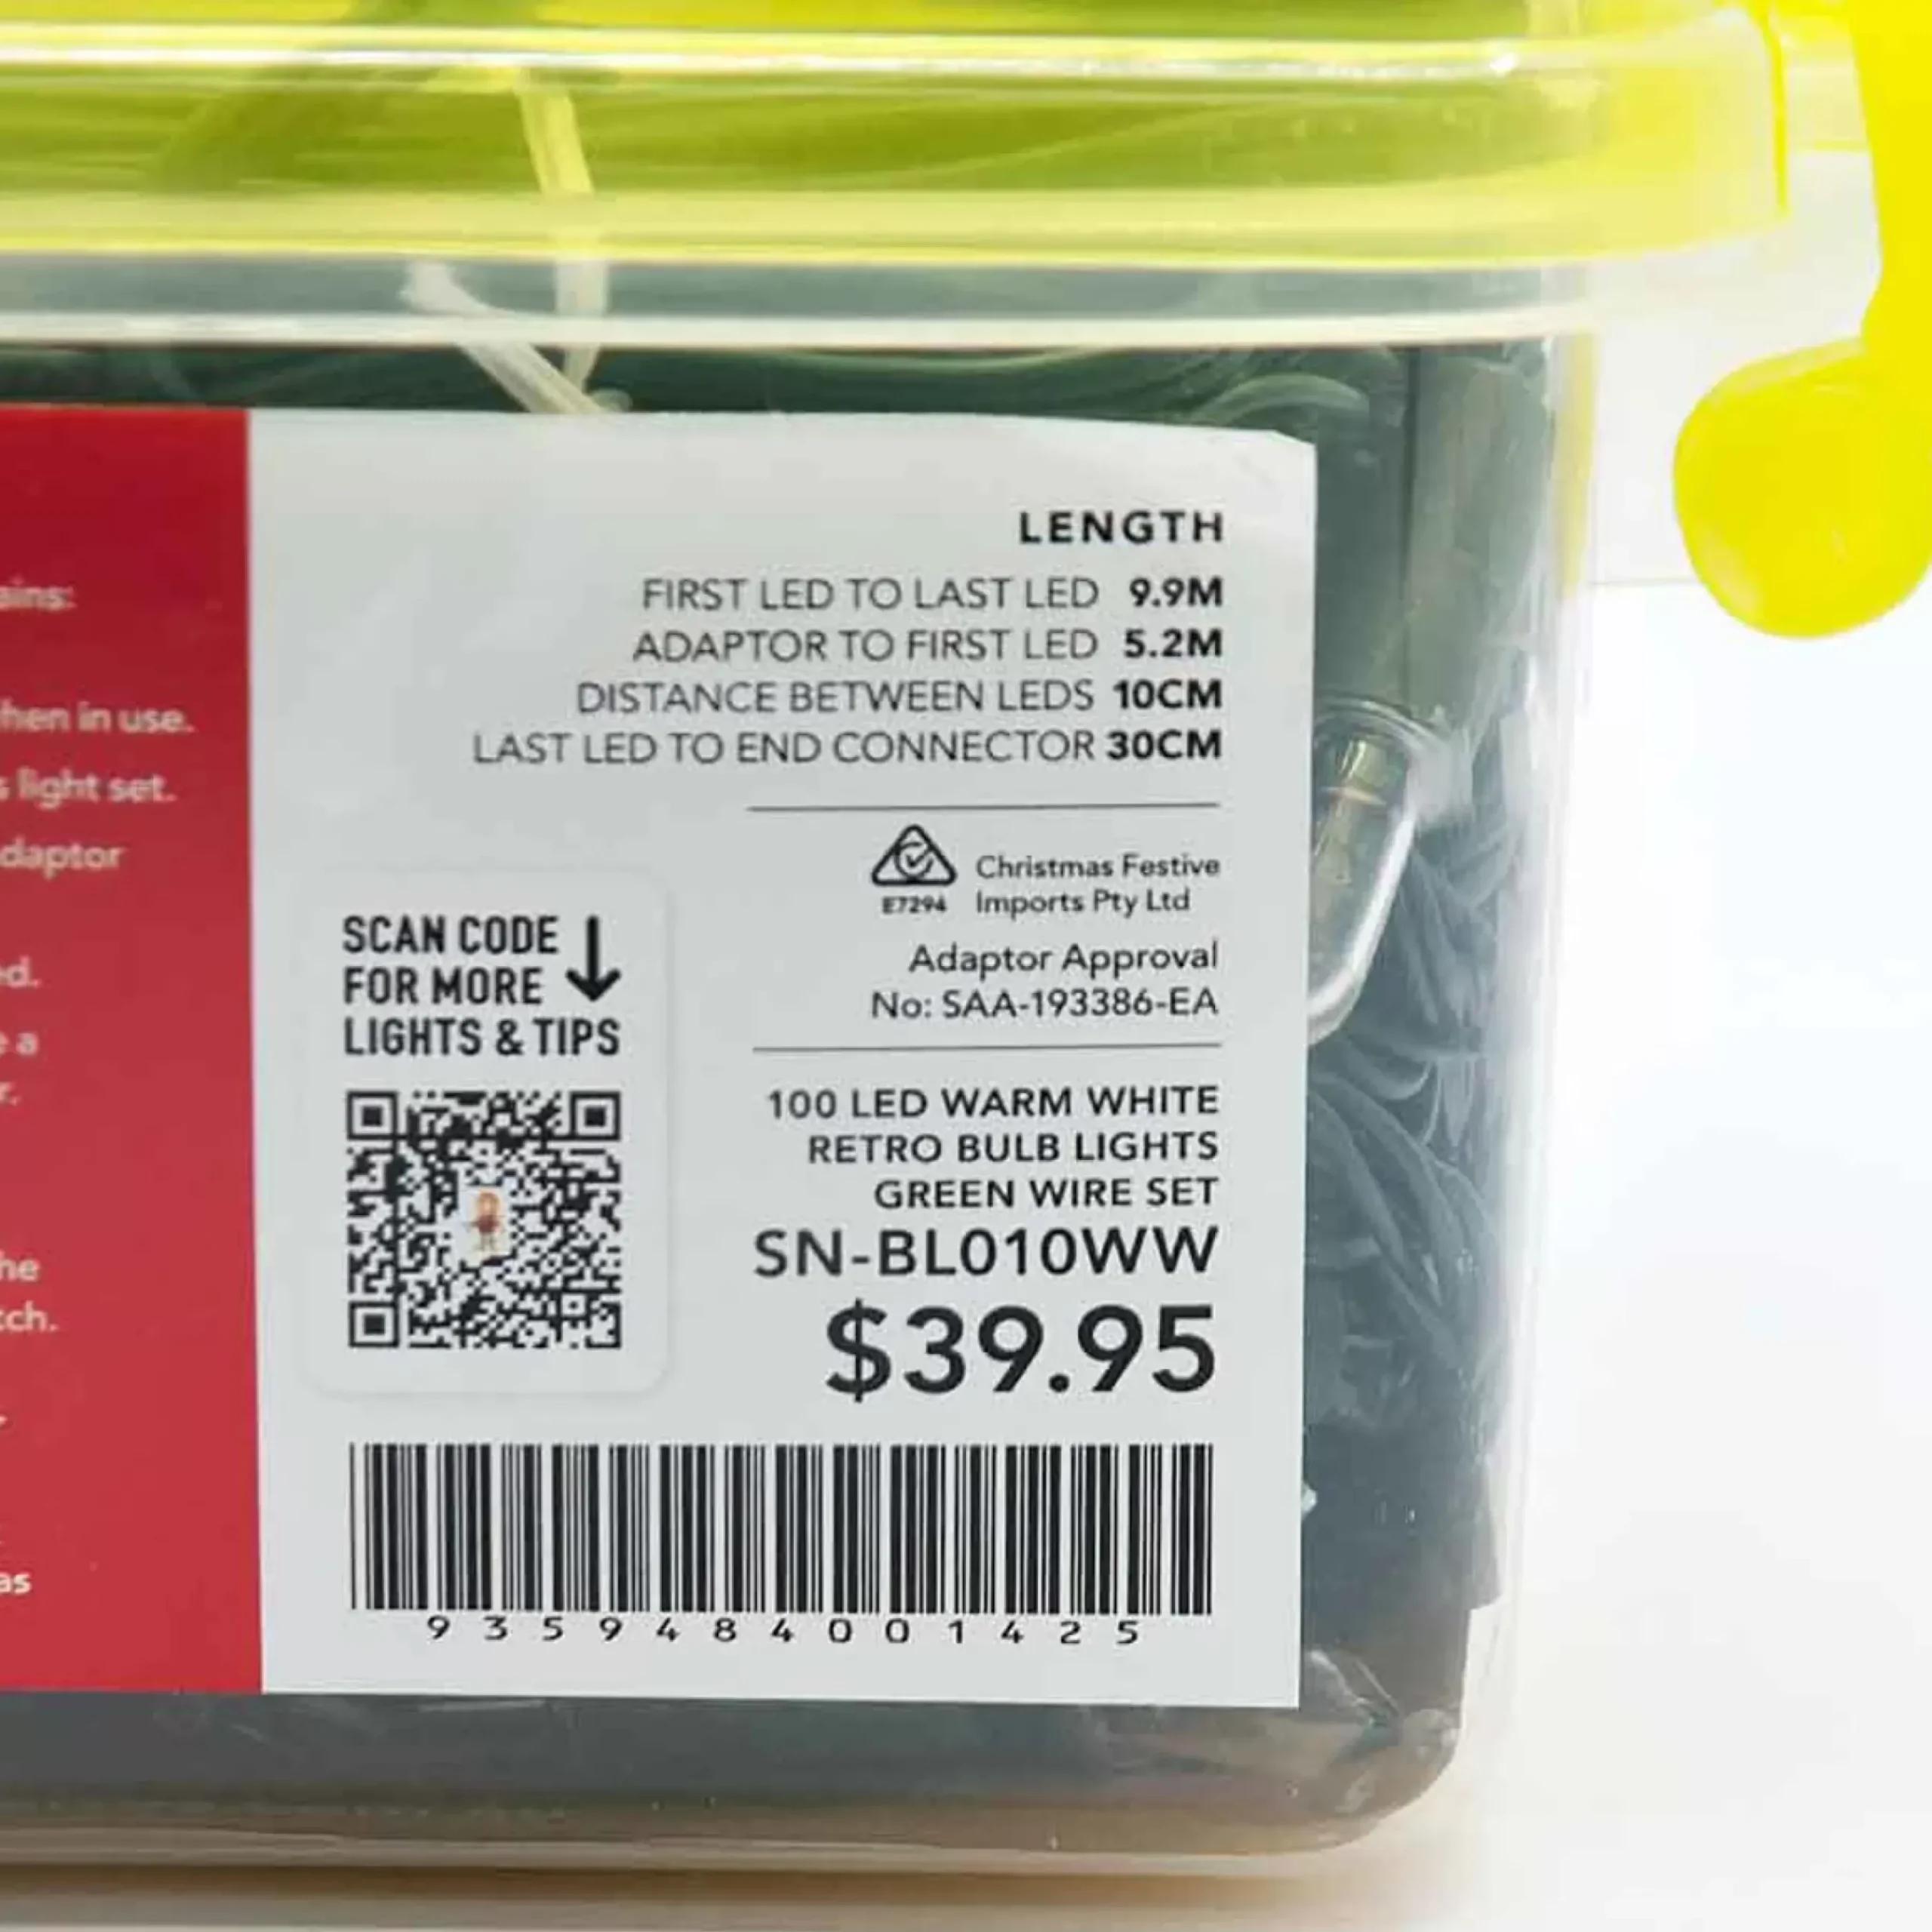 ains:
hen in use.
s light set.
daptor
ed.
e a
r.
he
tch.
as
LENGTH
FIRST LED TO LAST LED 9.9M
ADAPTOR TO FIRST LED 5.2M
DISTANCE BETWEEN LEDS 10CM
LAST LED TO END CONNECTOR 30CM
E7294
Christmas Festive
Imports Pty Ltd
Adaptor Approval
No: SAA-193386-EA
SCAN CODE
FOR MORE
LIGHTS & TIPS
100 LED WARM WHITE
RETRO BULB LIGHTS
GREEN WIRE SET
SN-BL010WW
$39.95
9359484001425